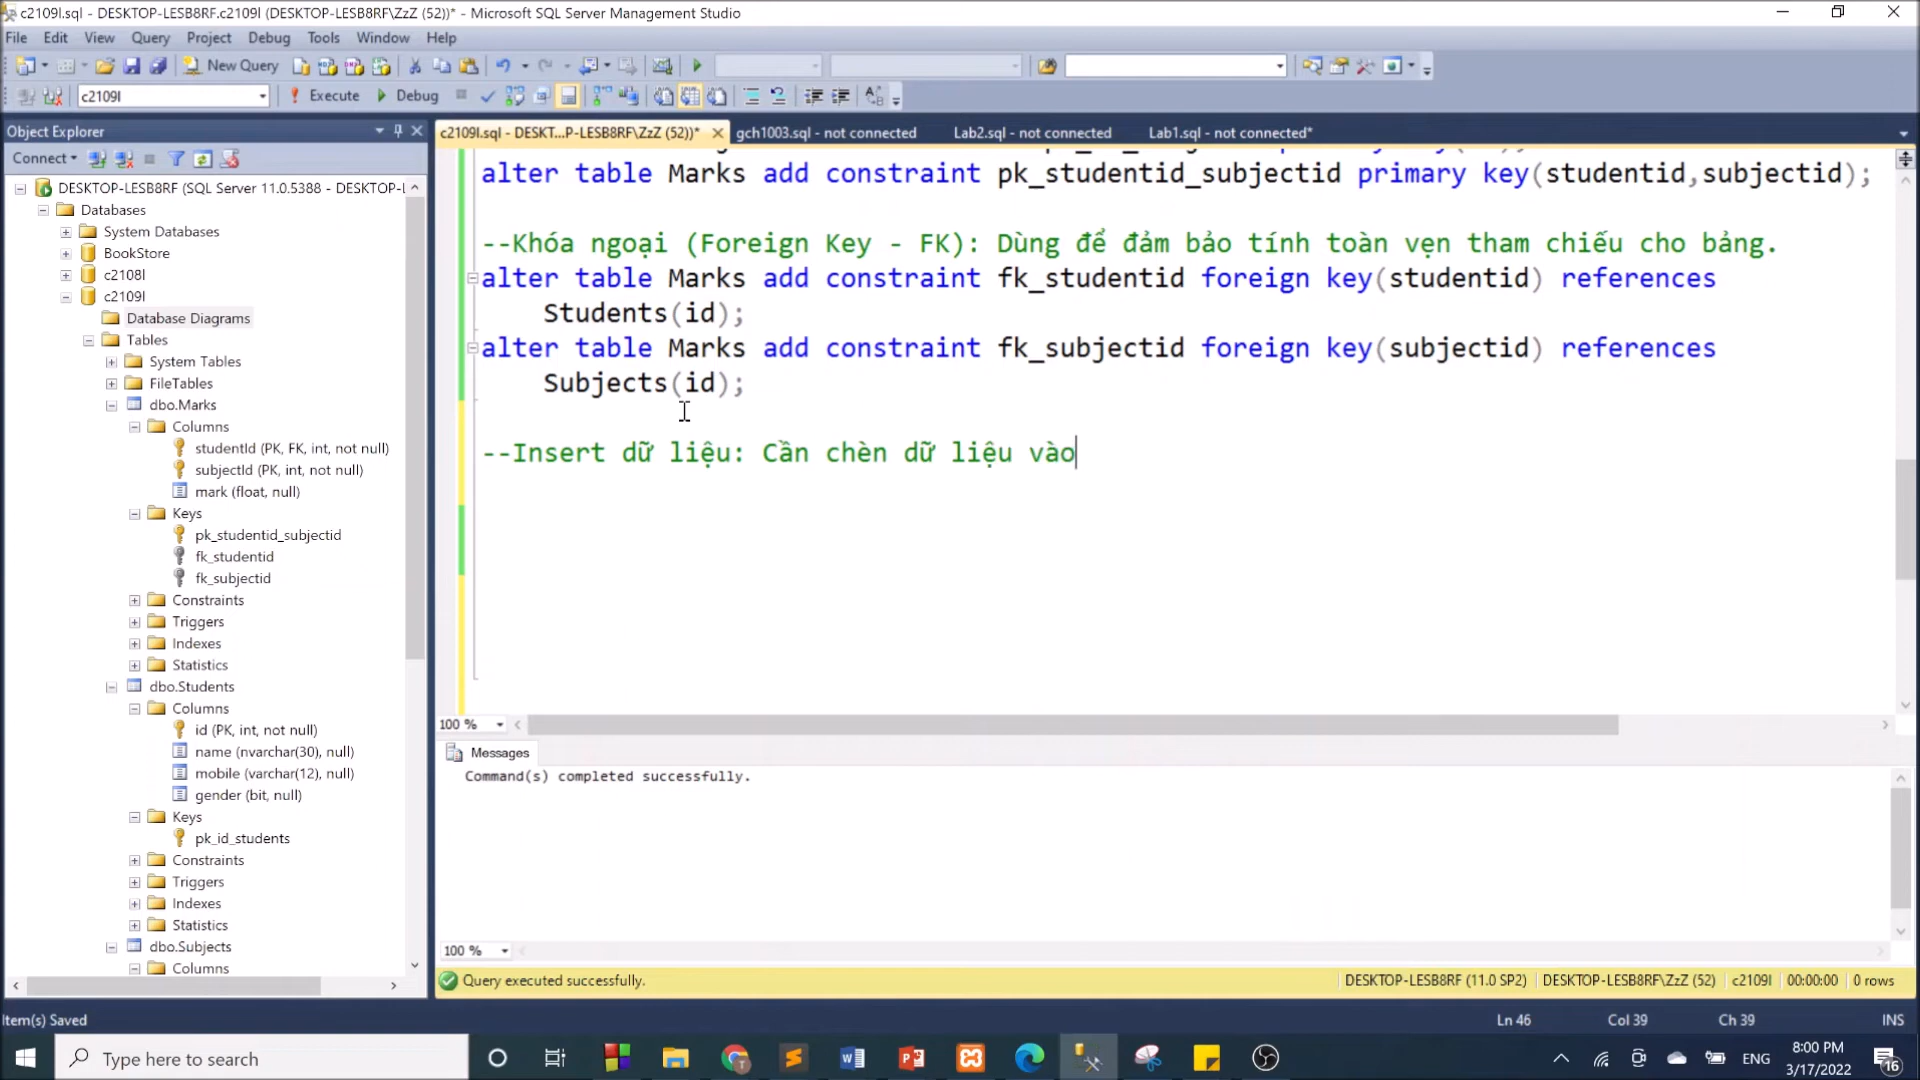 c2109l.sql - DESKTOP-LESB8RF.c2109l (DESKTOP-LESB8RF\ZzZ (52))* - Microsoft SQL Server Management Studio
File Edit View Query Project Debug Tools Window Help
New Query
c2109l Execute Debug
Object Explorer
Connect
DESKTOP-LESB8RF (SQL Server 11.0.5388 - DESKTOP-L
Databases
System Databases
BookStore
c2108l
c2109l
Database Diagrams
Tables
System Tables
FileTables
dbo.Marks
Columns
studentId (PK, FK, int, not null)
subjectId (PK, int, not null)
mark (float, null)
Keys
pk_studentid_subjectid
fk_studentid
fk_subjectid
Constraints
Triggers
Indexes
Statistics
dbo.Students
Columns
id (PK, int, not null)
name (nvarchar(30), null)
mobile (varchar(12), null)
gender (bit, null)
Keys
pk_id_students
Constraints
Triggers
Indexes
Statistics
dbo.Subjects
Columns
c2109l.sql - DESKT...P-LESB8RF\ZzZ (52))* gch1003.sql - not connected Lab2.sql - not connected Lab1.sql - not connected*
alter table Marks add constraint pk_studentid_subjectid primary key(studentid,subjectid);
--Khóa ngoại (Foreign Key - FK): Dùng để đảm bảo tính toàn vẹn tham chiếu cho bảng.
alter table Marks add constraint fk_studentid foreign key(studentid) references
Students(id);
alter table Marks add constraint fk_subjectid foreign key(subjectid) references
Subjects(id);
--Insert dữ liệu: Cần chèn dữ liệu vào
100 %
Messages
Command(s) completed successfully.
100 %
Query executed successfully. DESKTOP-LESB8RF (11.0 SP2) DESKTOP-LESB8RF\ZzZ (52) c2109l 00:00:00 0 rows
Item(s) Saved Ln 46 Col 39 Ch 39 INS
Type here to search ENG 8:00 PM
3/17/2022 16